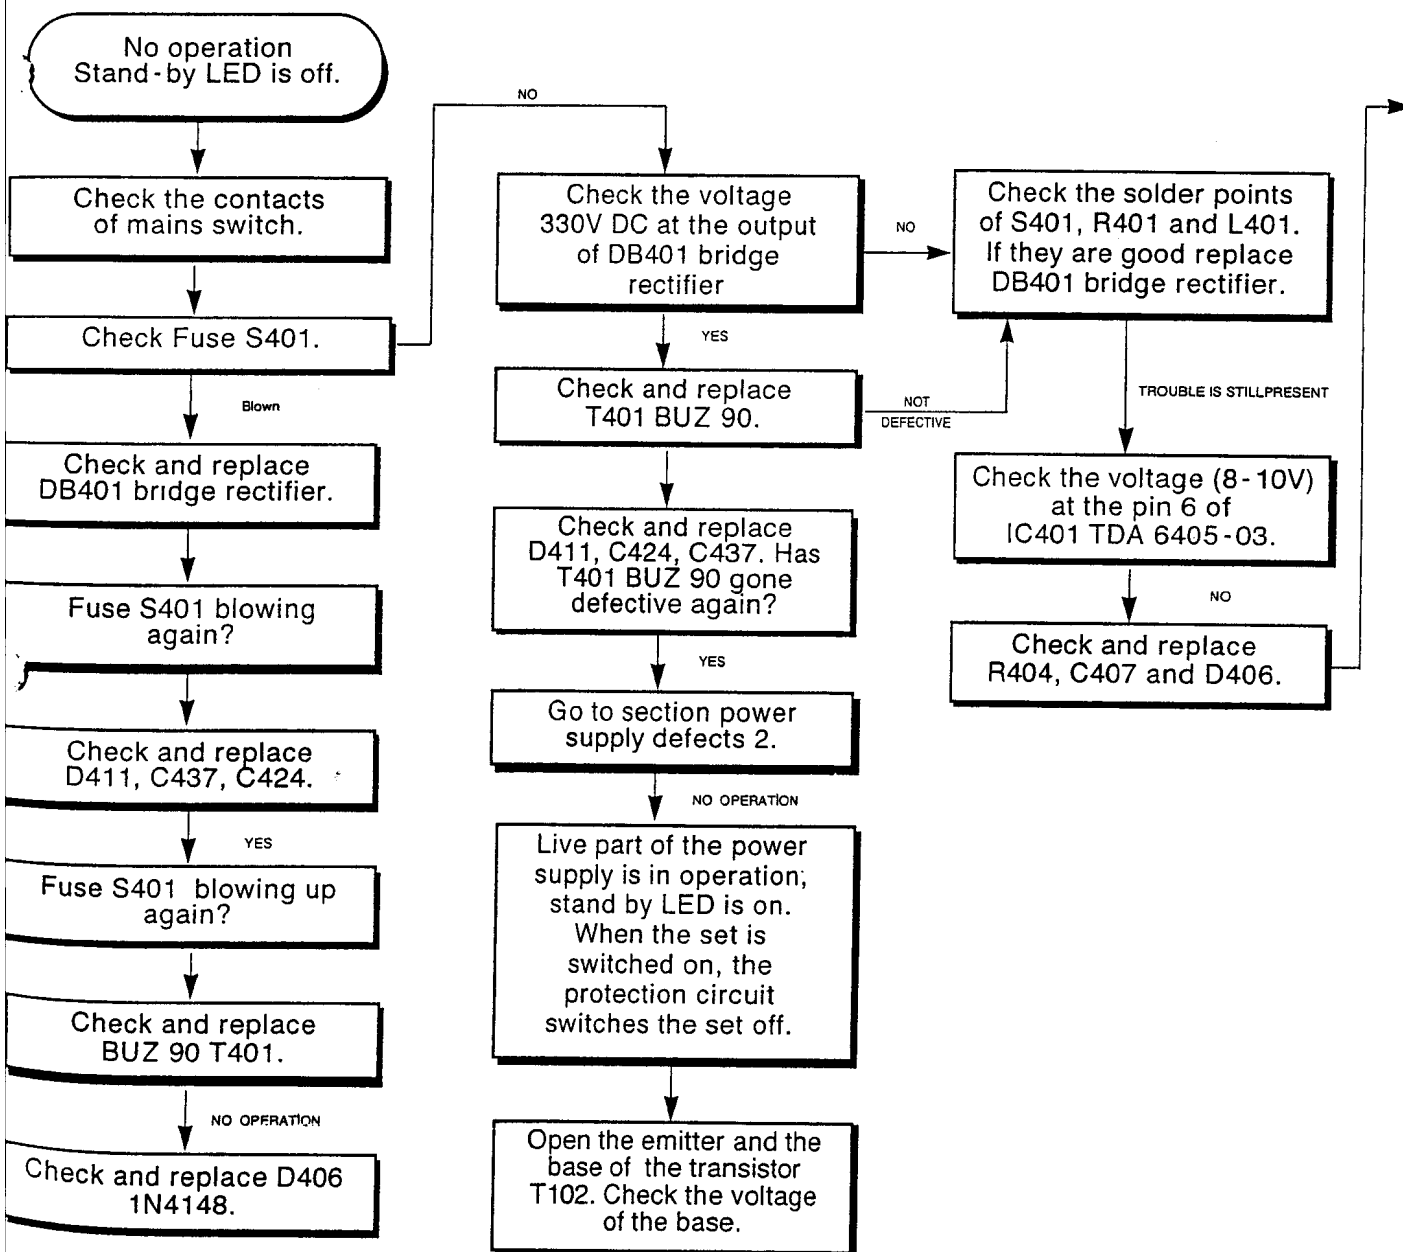 No operation
Stand-by LED is off.
Check the contacts
of mains switch.
Check Fuse S401.
Blown
Check and replace
DB401 bridge rectifier.
Fuse S401 blowing
again?
Check and replace
D411, C437, C424.
YES
Fuse S401 blowing up
again?
Check and replace
BUZ 90 T401.
NO OPERATION
Check and replace D406
1N4148.
NO
Check the voltage
330V DC at the output
of DB401 bridge
rectifier
YES
Check and replace
T401 BUZ 90.
Check and replace
D411, C424, C437. Has
T401 BUZ 90 gone
defective again?
YES
Go to section power
supply defects 2.
NO OPERATION
Live part of the power
supply is in operation;
stand by LED is on.
When the set is
switched on, the
protection circuit
switches the set off.
Open the emitter and the
base of the transistor
T102. Check the voltage
of the base.
NO
NOT
DEFECTIVE
Check the solder points
of S401, R401 and L401.
If they are good replace
DB401 bridge rectifier.
TROUBLE IS STILLPRESENT
Check the voltage (8-10V)
at the pin 6 of
IC401 TDA 6405-03.
NO
Check and replace
R404, C407 and D406.